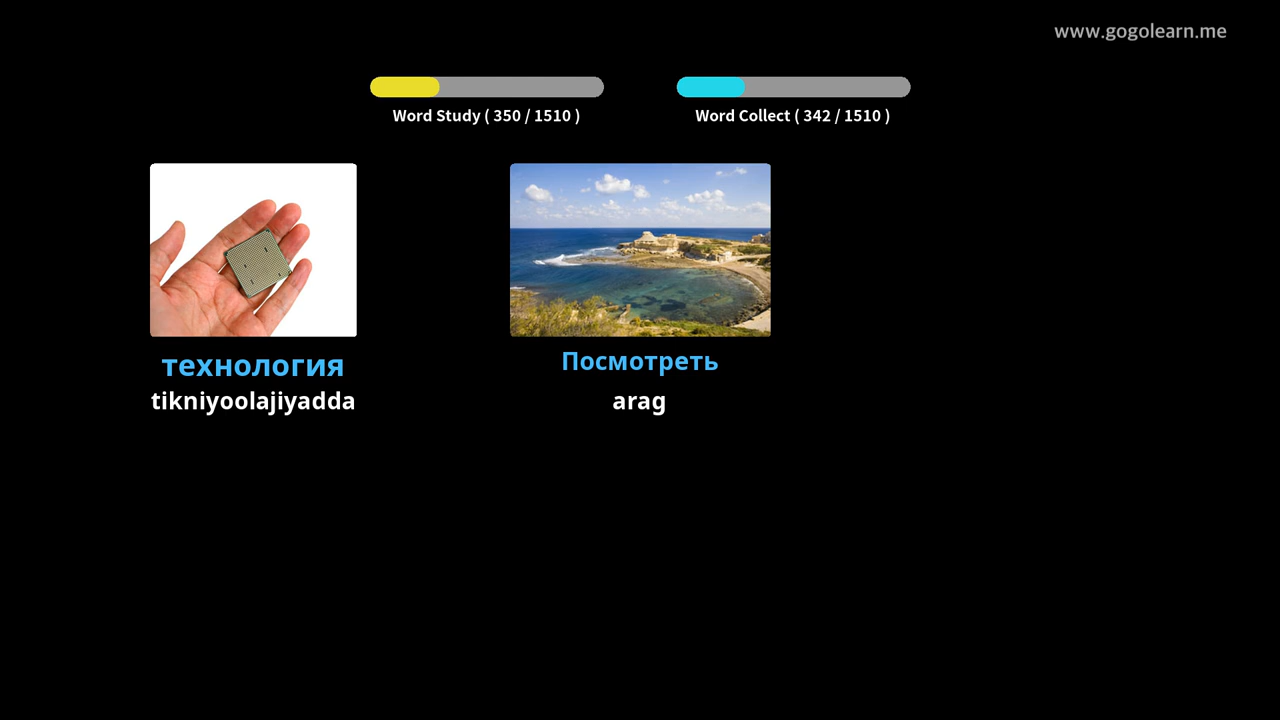 www.gogolearn.me
Word Study ( 350 / 1510 )
Word Collect ( 342 / 1510 )
технология
tikniyoolajiyadda
Посмотреть
arag